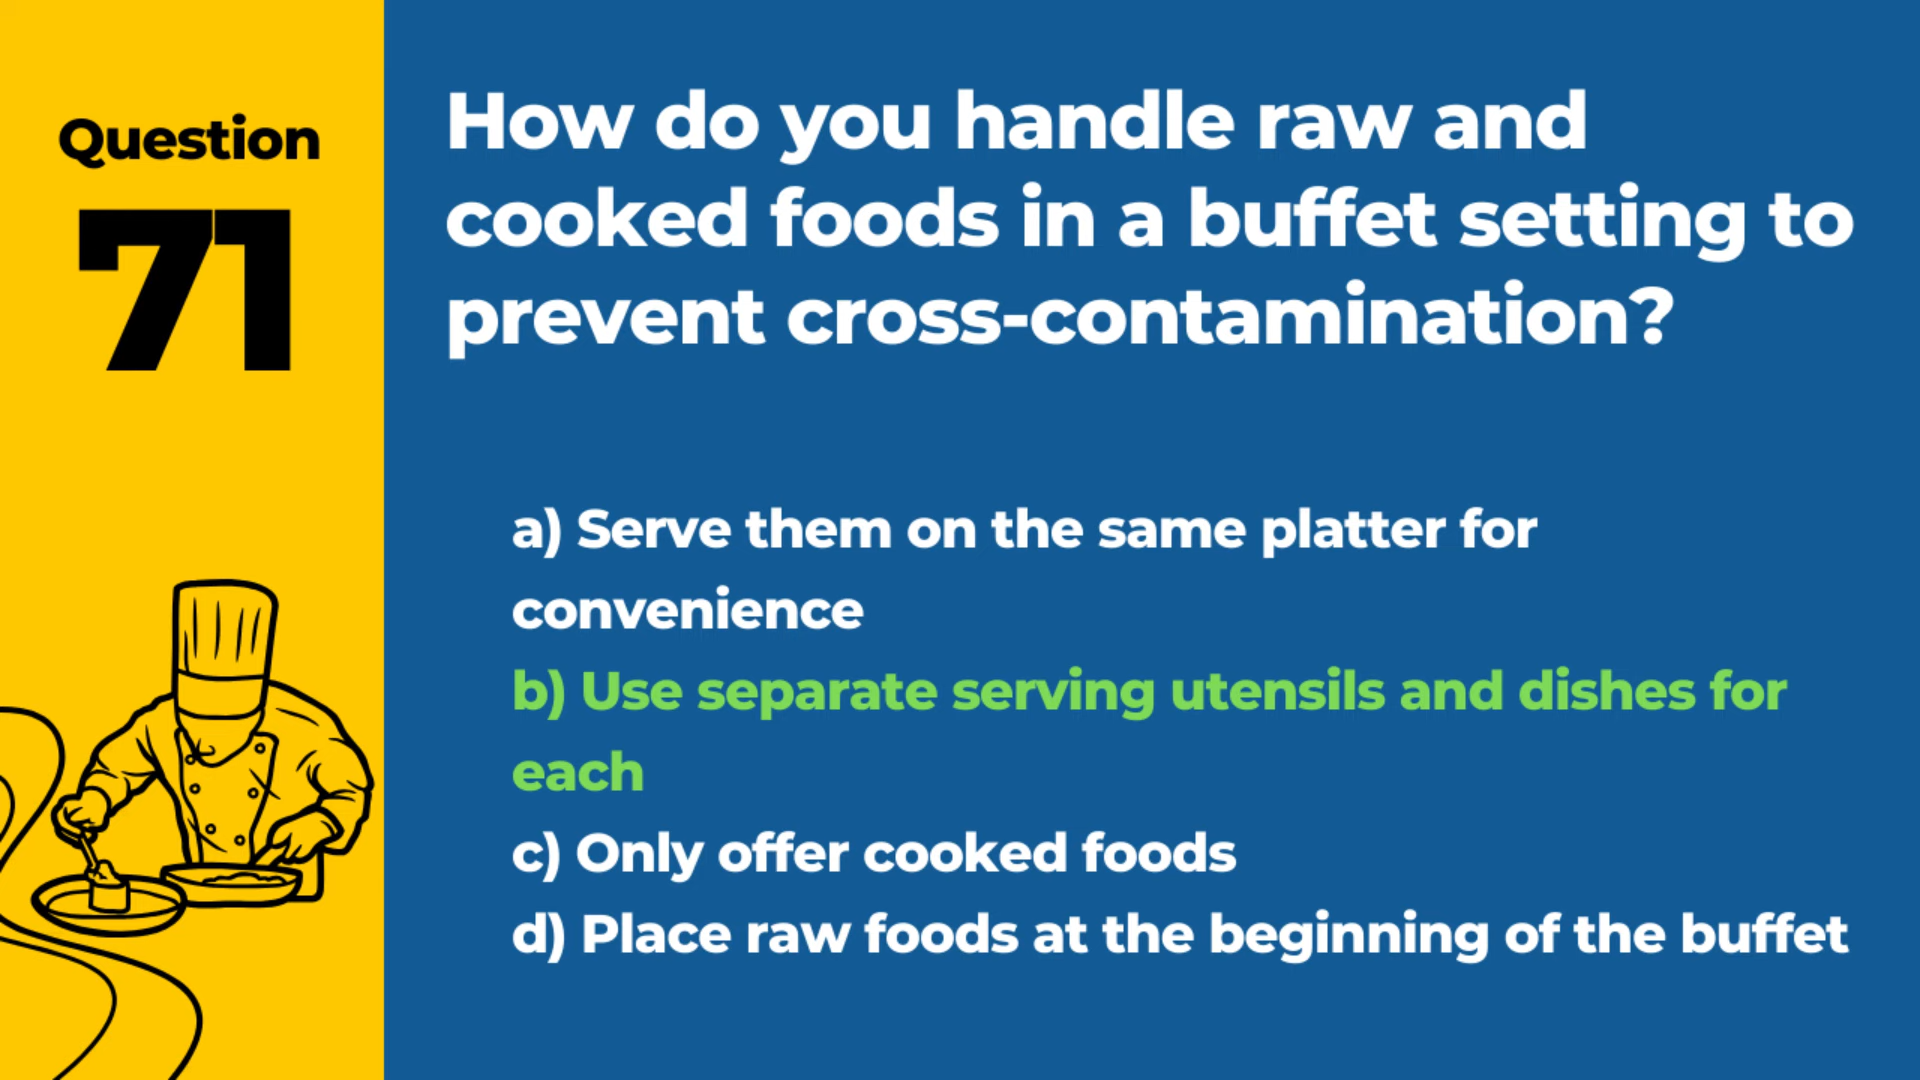 Question
71
How do you handle raw and
cooked foods in a buffet setting to
prevent cross-contamination?
a) Serve them on the same platter for
convenience
b) Use separate serving utensils and dishes for
each
c) Only offer cooked foods
d) Place raw foods at the beginning of the buffet